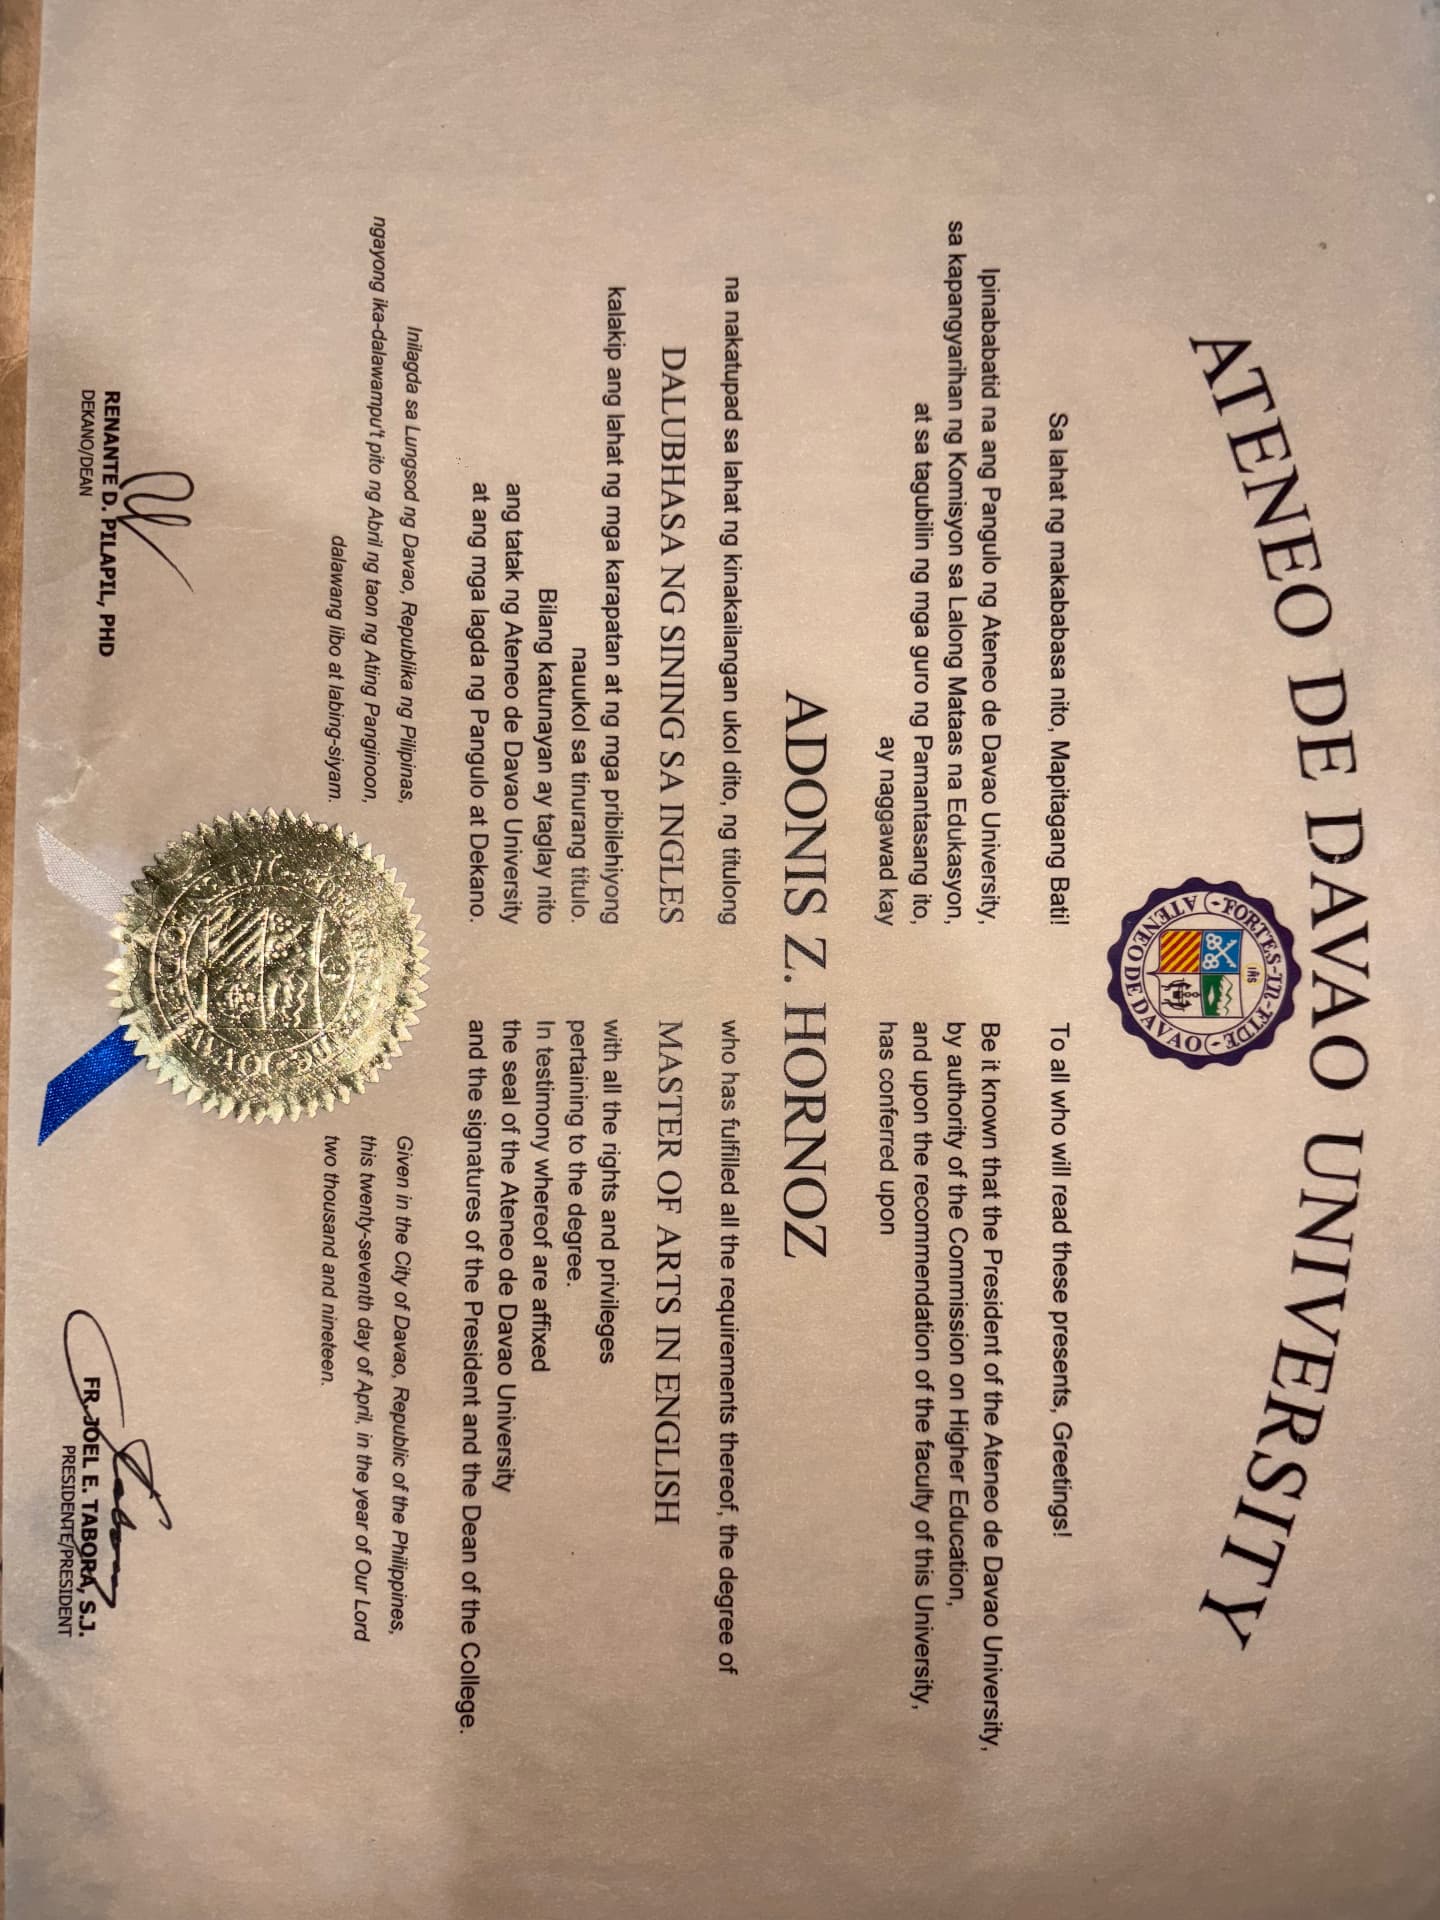 ATENEO DE DAVAO UNIVERSITY
FORTES-IN-FIDE
IHS
ATENEO DE DAVAO
Sa lahat ng makababasa nito, Mapitagang Bati!
Ipinababatid na ang Pangulo ng Ateneo de Davao University,
sa kapangyarihan ng Komisyon sa Lalong Mataas na Edukasyon,
at sa tagubilin ng mga guro ng Pamantasang ito,
ay naggawad kay
To all who will read these presents, Greetings!
Be it known that the President of the Ateneo de Davao University,
by authority of the Commission on Higher Education,
and upon the recommendation of the faculty of this University,
has conferred upon
ADONIS Z. HORNOZ
na nakatupad sa lahat ng kinakailangan ukol dito, ng titulong
DALUBHASA NG SINING SA INGLES
kalakip ang lahat ng mga karapatan at ng mga pribilehiyong
nauukol sa tinurang titulo.
Bilang katunayan ay taglay nito
ang tatak ng Ateneo de Davao University
at ang mga lagda ng Pangulo at Dekano.
who has fulfilled all the requirements thereof, the degree of
MASTER OF ARTS IN ENGLISH
with all the rights and privileges
pertaining to the degree.
In testimony whereof are affixed
the seal of the Ateneo de Davao University
and the signatures of the President and the Dean of the College.
Inilagda sa Lungsod ng Davao, Republika ng Pilipinas,
ngayong ika-dalawampu't pito ng Abril ng taon ng Ating Panginoon,
dalawang libo at labing-siyam.
Given in the City of Davao, Republic of the Philippines,
this twenty-seventh day of April, in the year of Our Lord
two thousand and nineteen.
RENANTE D. PILAPIL, PHD
DEKANO/DEAN
FR. JOEL E. TABORA, S.J.
PRESIDENTE/PRESIDENT